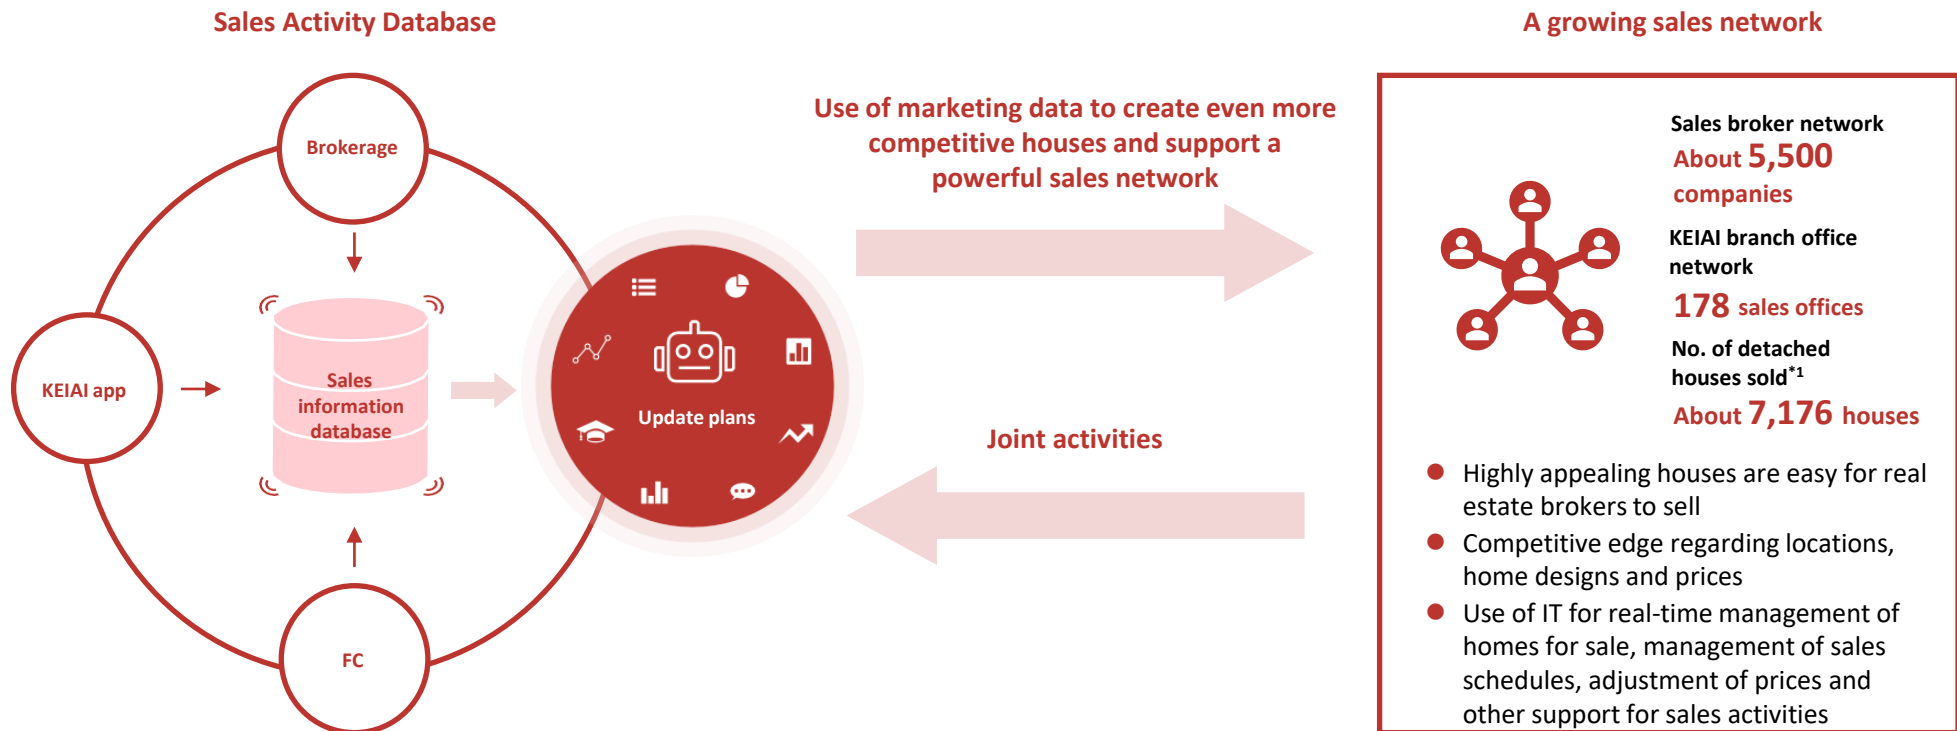 Sales Activity Database
Brokerage
KEIAI app
Sales
information
database
FC
Update plans
Use of marketing data to create even more
competitive houses and support a
powerful sales network
Joint activities
A growing sales network
Sales broker network
About 5,500
companies
KEIAI branch office
network
178 sales offices
No. of detached
houses sold*1
About 7,176 houses
● Highly appealing houses are easy for real
estate brokers to sell
● Competitive edge regarding locations,
home designs and prices
● Use of IT for real-time management of
homes for sale, management of sales
schedules, adjustment of prices and
other support for sales activities